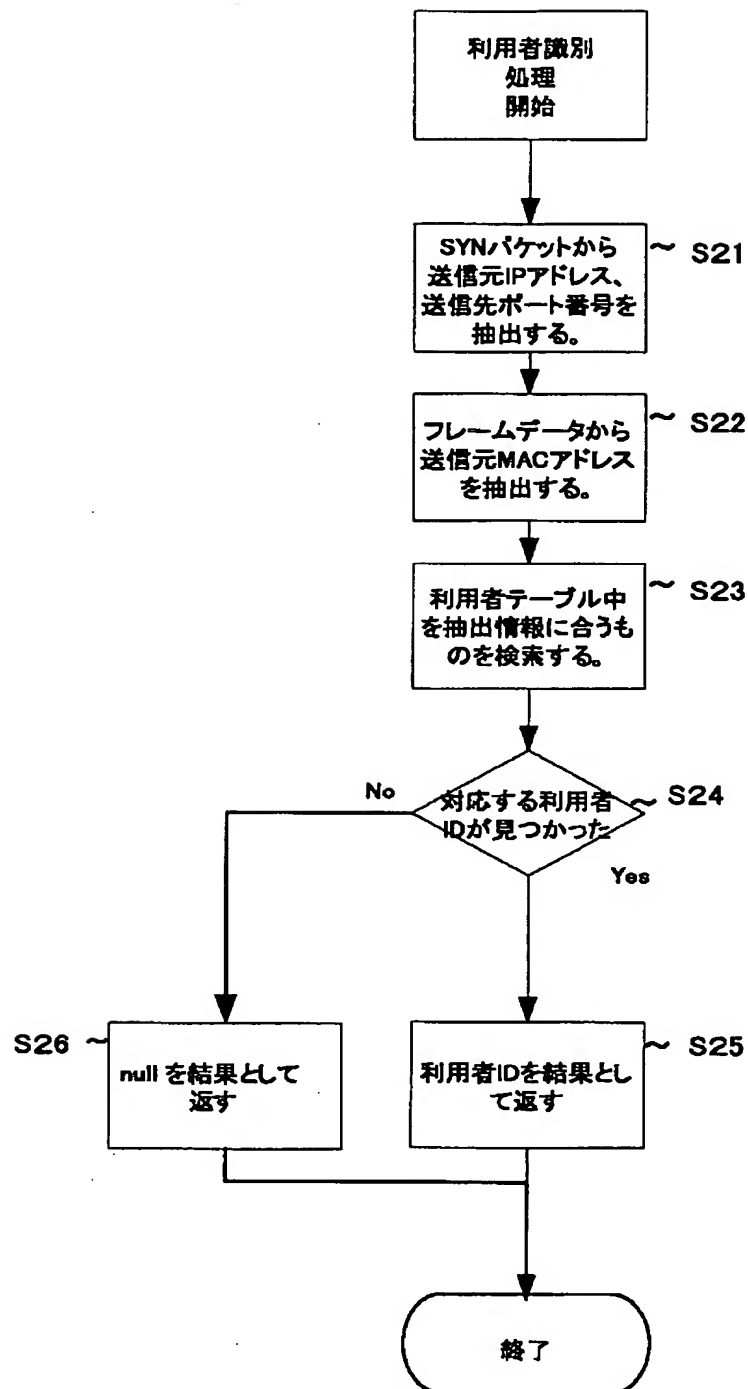 利用者識別
処理
開始
SYNパケットから
送信元IPアドレス、
送信先ポート番号を
抽出する。
~ S21
フレームデータから
送信元MACアドレス
を抽出する。
~ S22
利用者テーブル中
を抽出情報に合うも
のを検索する。
~ S23
対応する利用者
IDが見つかった
~ S24
No
Yes
S26 ~
null を結果として
返す
利用者IDを結果とし
て返す
~ S25
終了